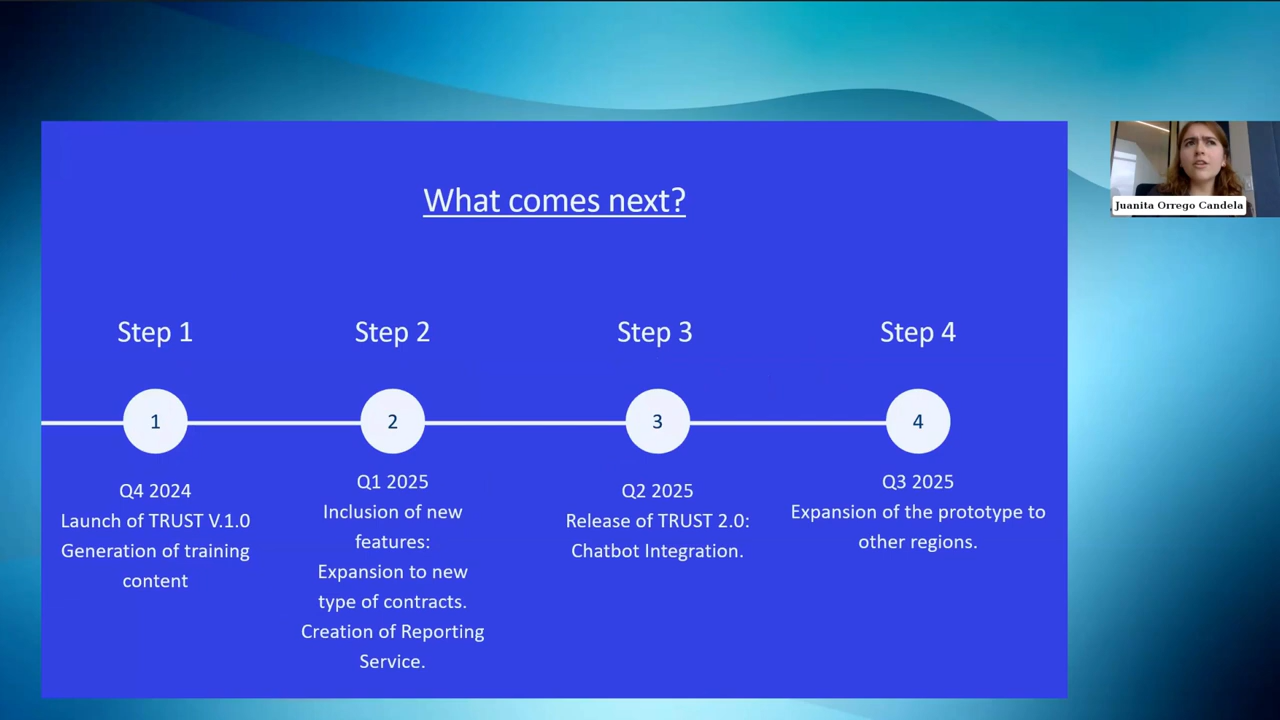 What comes next?
Juanita Orrego Candela
Step 1
Step 2
Step 3
Step 4
1
2
3
4
Q4 2024
Launch of TRUST V.1.0
Generation of training
content
Q1 2025
Inclusion of new
features:
Expansion to new
type of contracts.
Creation of Reporting
Service.
Q2 2025
Release of TRUST 2.0:
Chatbot Integration.
Q3 2025
Expansion of the prototype to
other regions.